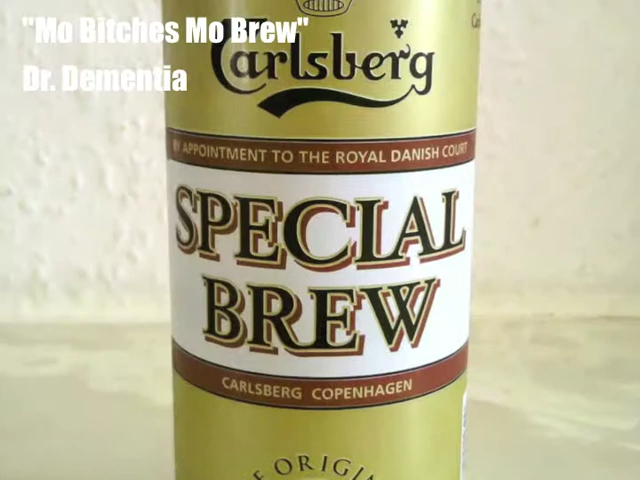 "Mo Bitches Mo Brew"
Dr. Dementia
Carlsberg
BY APPOINTMENT TO THE ROYAL DANISH COURT
SPECIAL
BREW
CARLSBERG COPENHAGEN